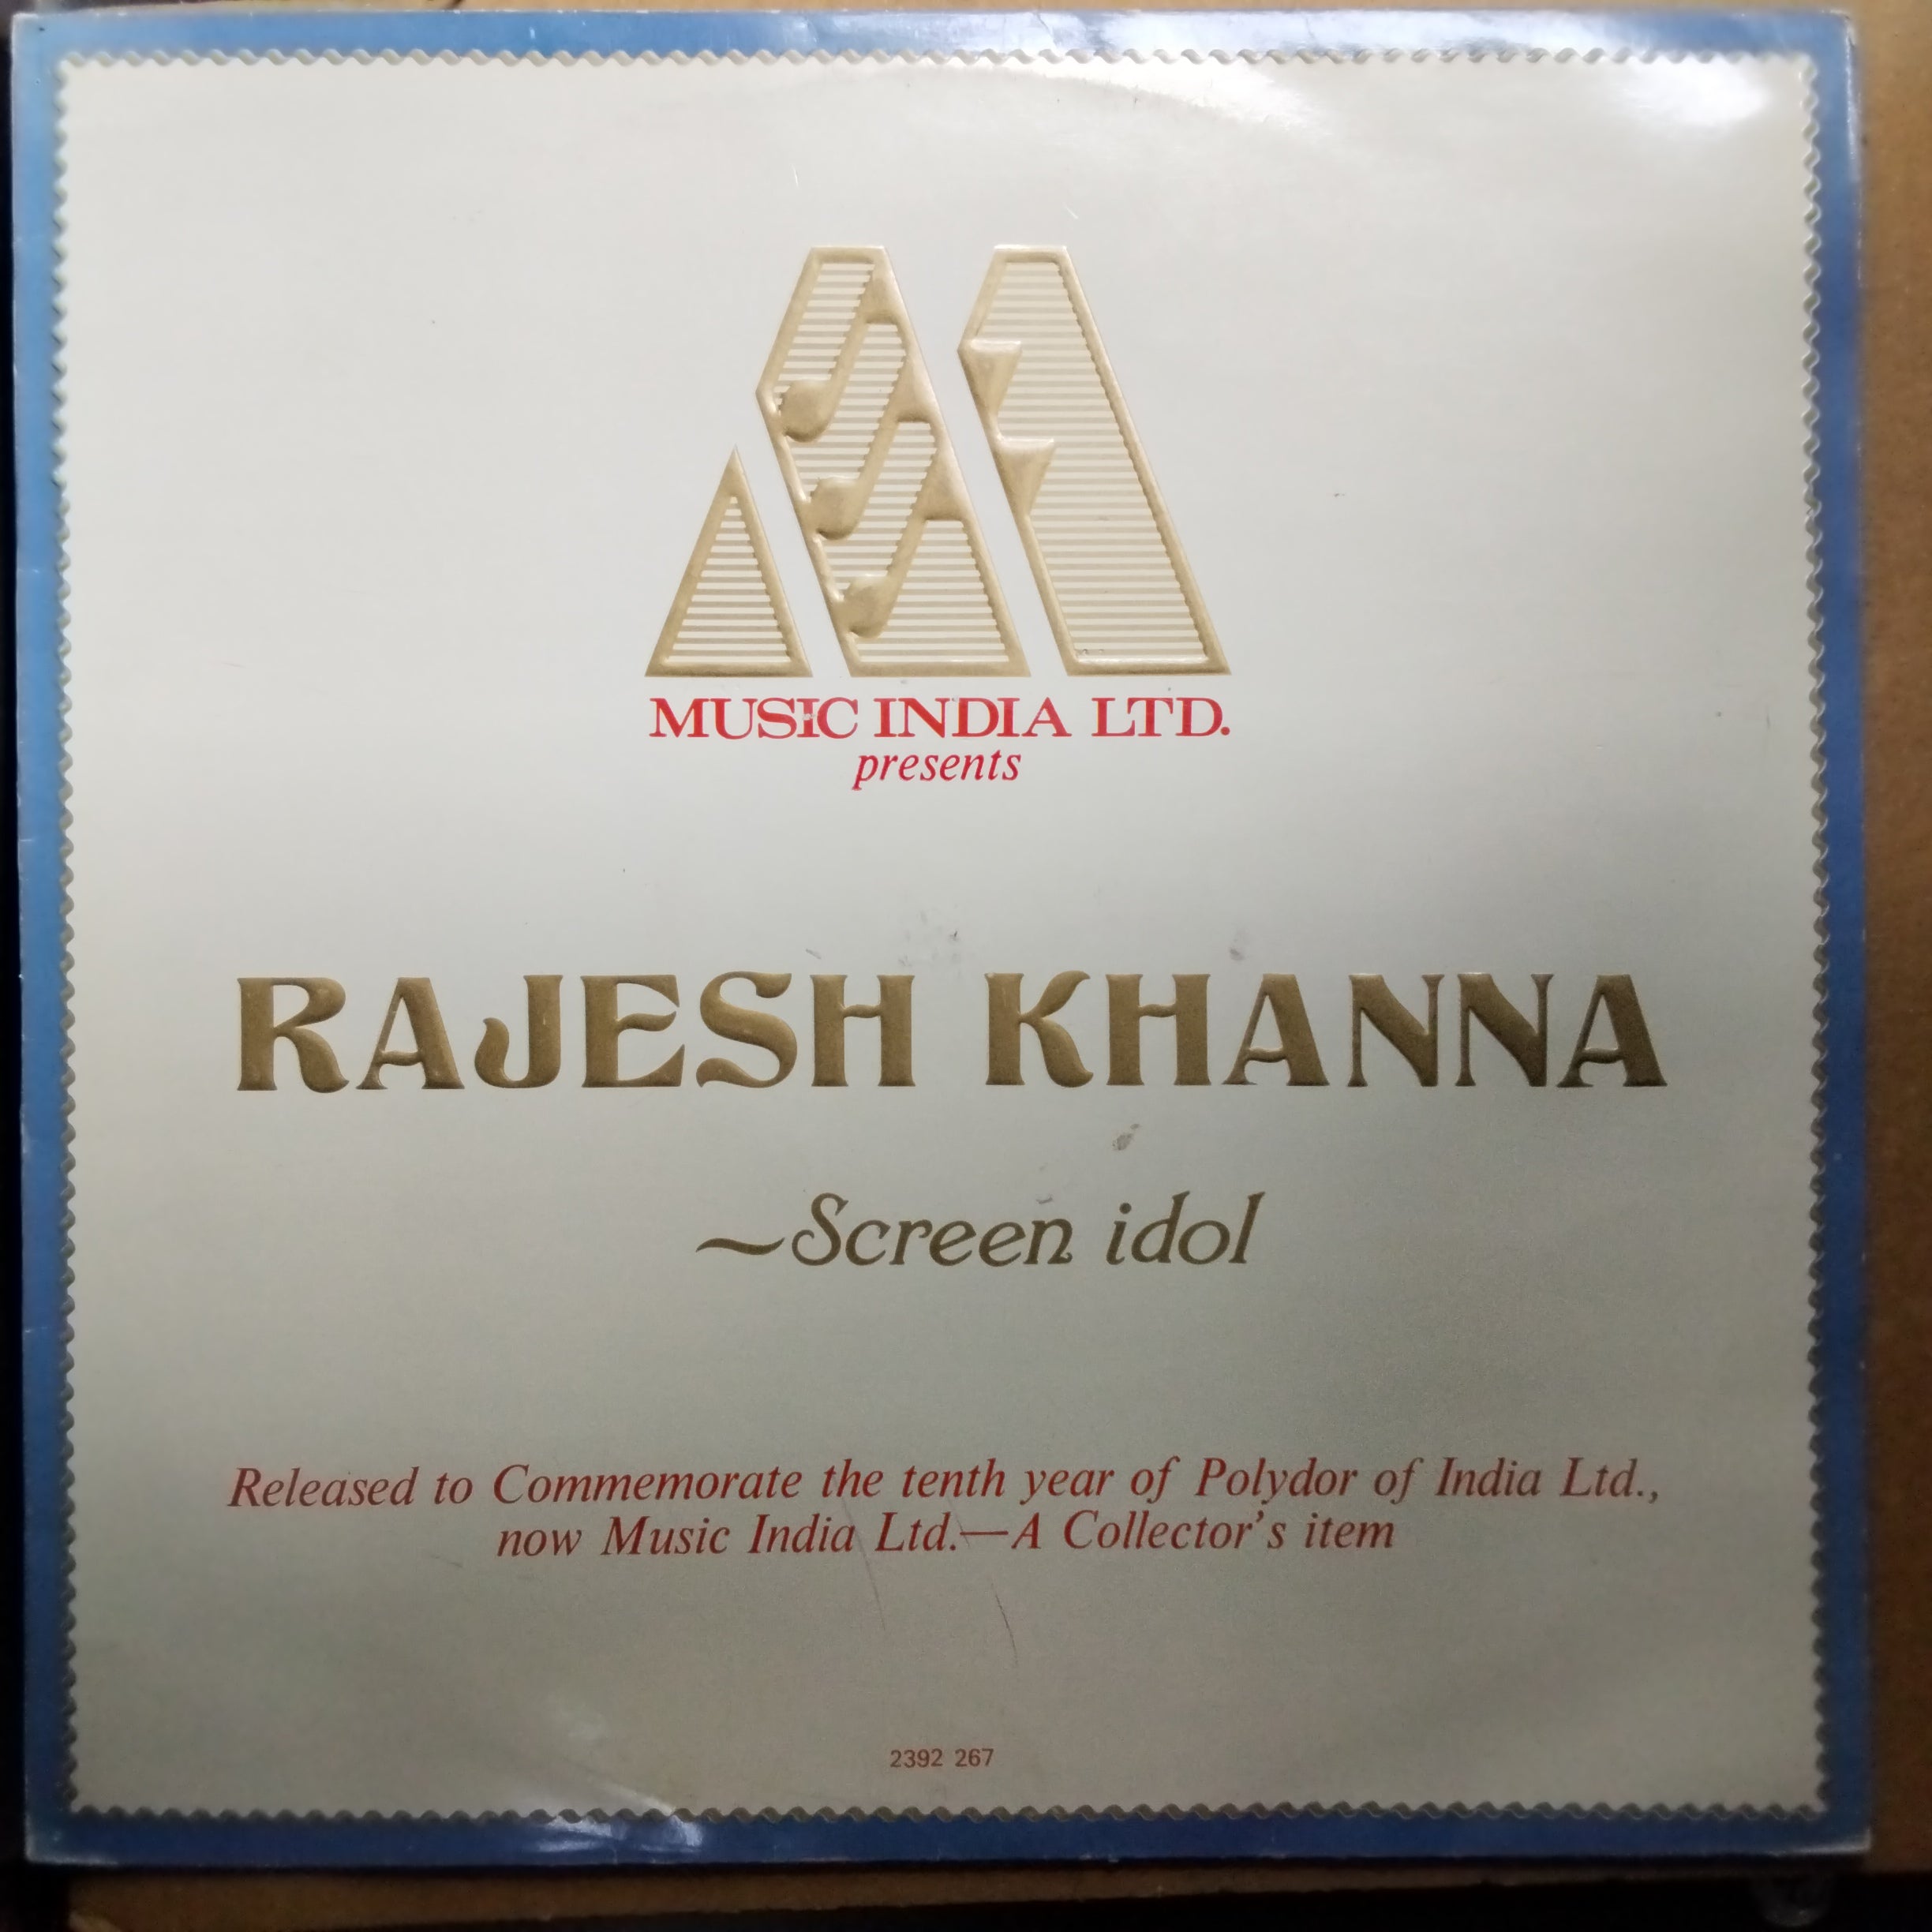 MUSIC INDIA LTD.
presents
RAJESH KHANNA
~Screen idol
Released to Commemorate the tenth year of Polydor of India Ltd.,
now Music India Ltd.—A Collector's item
2392 267